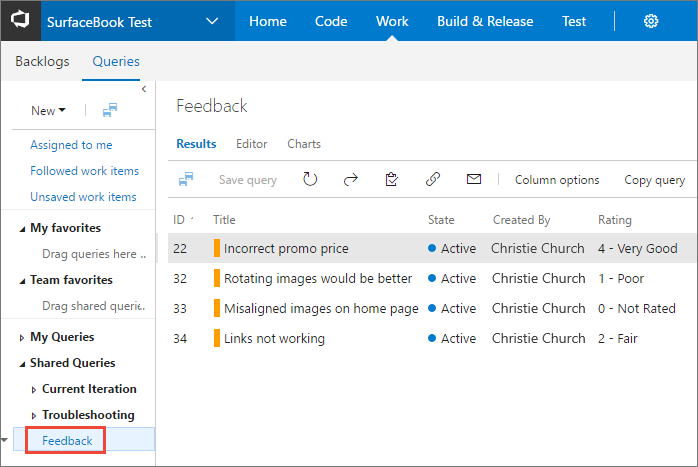 SurfaceBook Test Home Code Work Build & Release Test
Backlogs Queries
New
Assigned to me
Followed work items
Unsaved work items
My favorites
Drag queries here ..
Team favorites
Drag shared querie..
My Queries
Shared Queries
Current Iteration
Troubleshooting
Feedback
Feedback
Results Editor Charts
Save query Column options Copy query
ID ↑ Title State Created By Rating
22 Incorrect promo price Active Christie Church 4 - Very Good
32 Rotating images would be better Active Christie Church 1 - Poor
33 Misaligned images on home page Active Christie Church 0 - Not Rated
34 Links not working Active Christie Church 2 - Fair